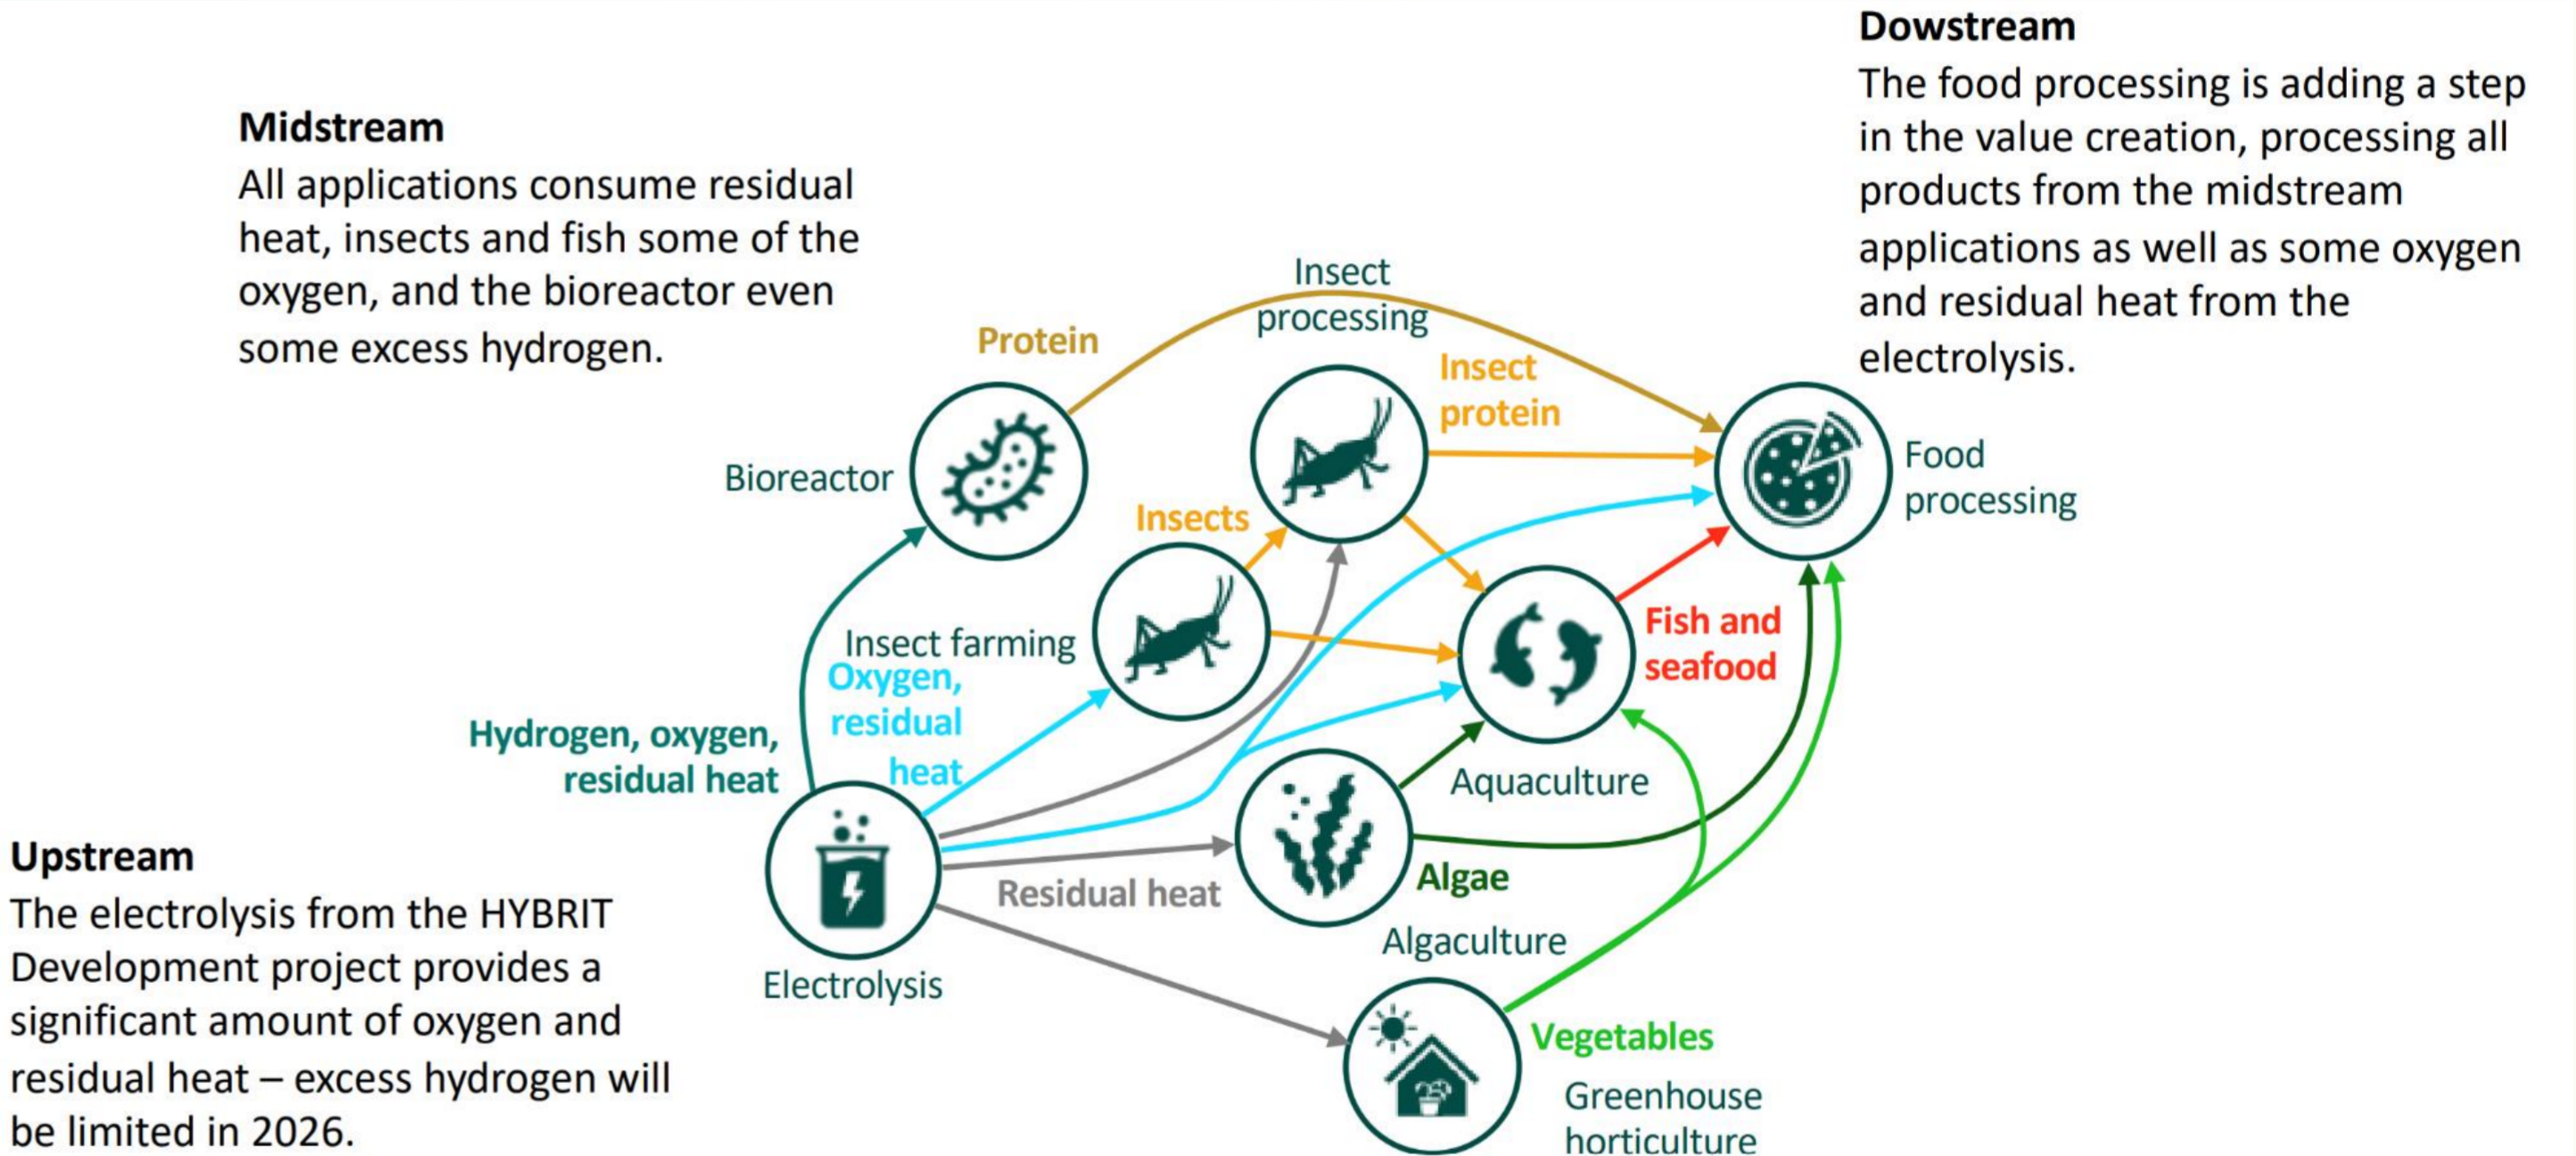 Dowstream
The food processing is adding a step
in the value creation, processing all
products from the midstream
applications as well as some oxygen
and residual heat from the
electrolysis.
Midstream
All applications consume residual
heat, insects and fish some of the
oxygen, and the bioreactor even
some excess hydrogen.
Insect
processing
Protein
Insect
protein
Bioreactor
Food
processing
Insects
Insect farming
Oxygen,
residual
heat
Fish and
seafood
Hydrogen, oxygen,
residual heat
Aquaculture
Upstream
The electrolysis from the HYBRIT
Development project provides a
significant amount of oxygen and
residual heat – excess hydrogen will
be limited in 2026.
Residual heat
Algae
Algaculture
Electrolysis
Vegetables
Greenhouse
horticulture